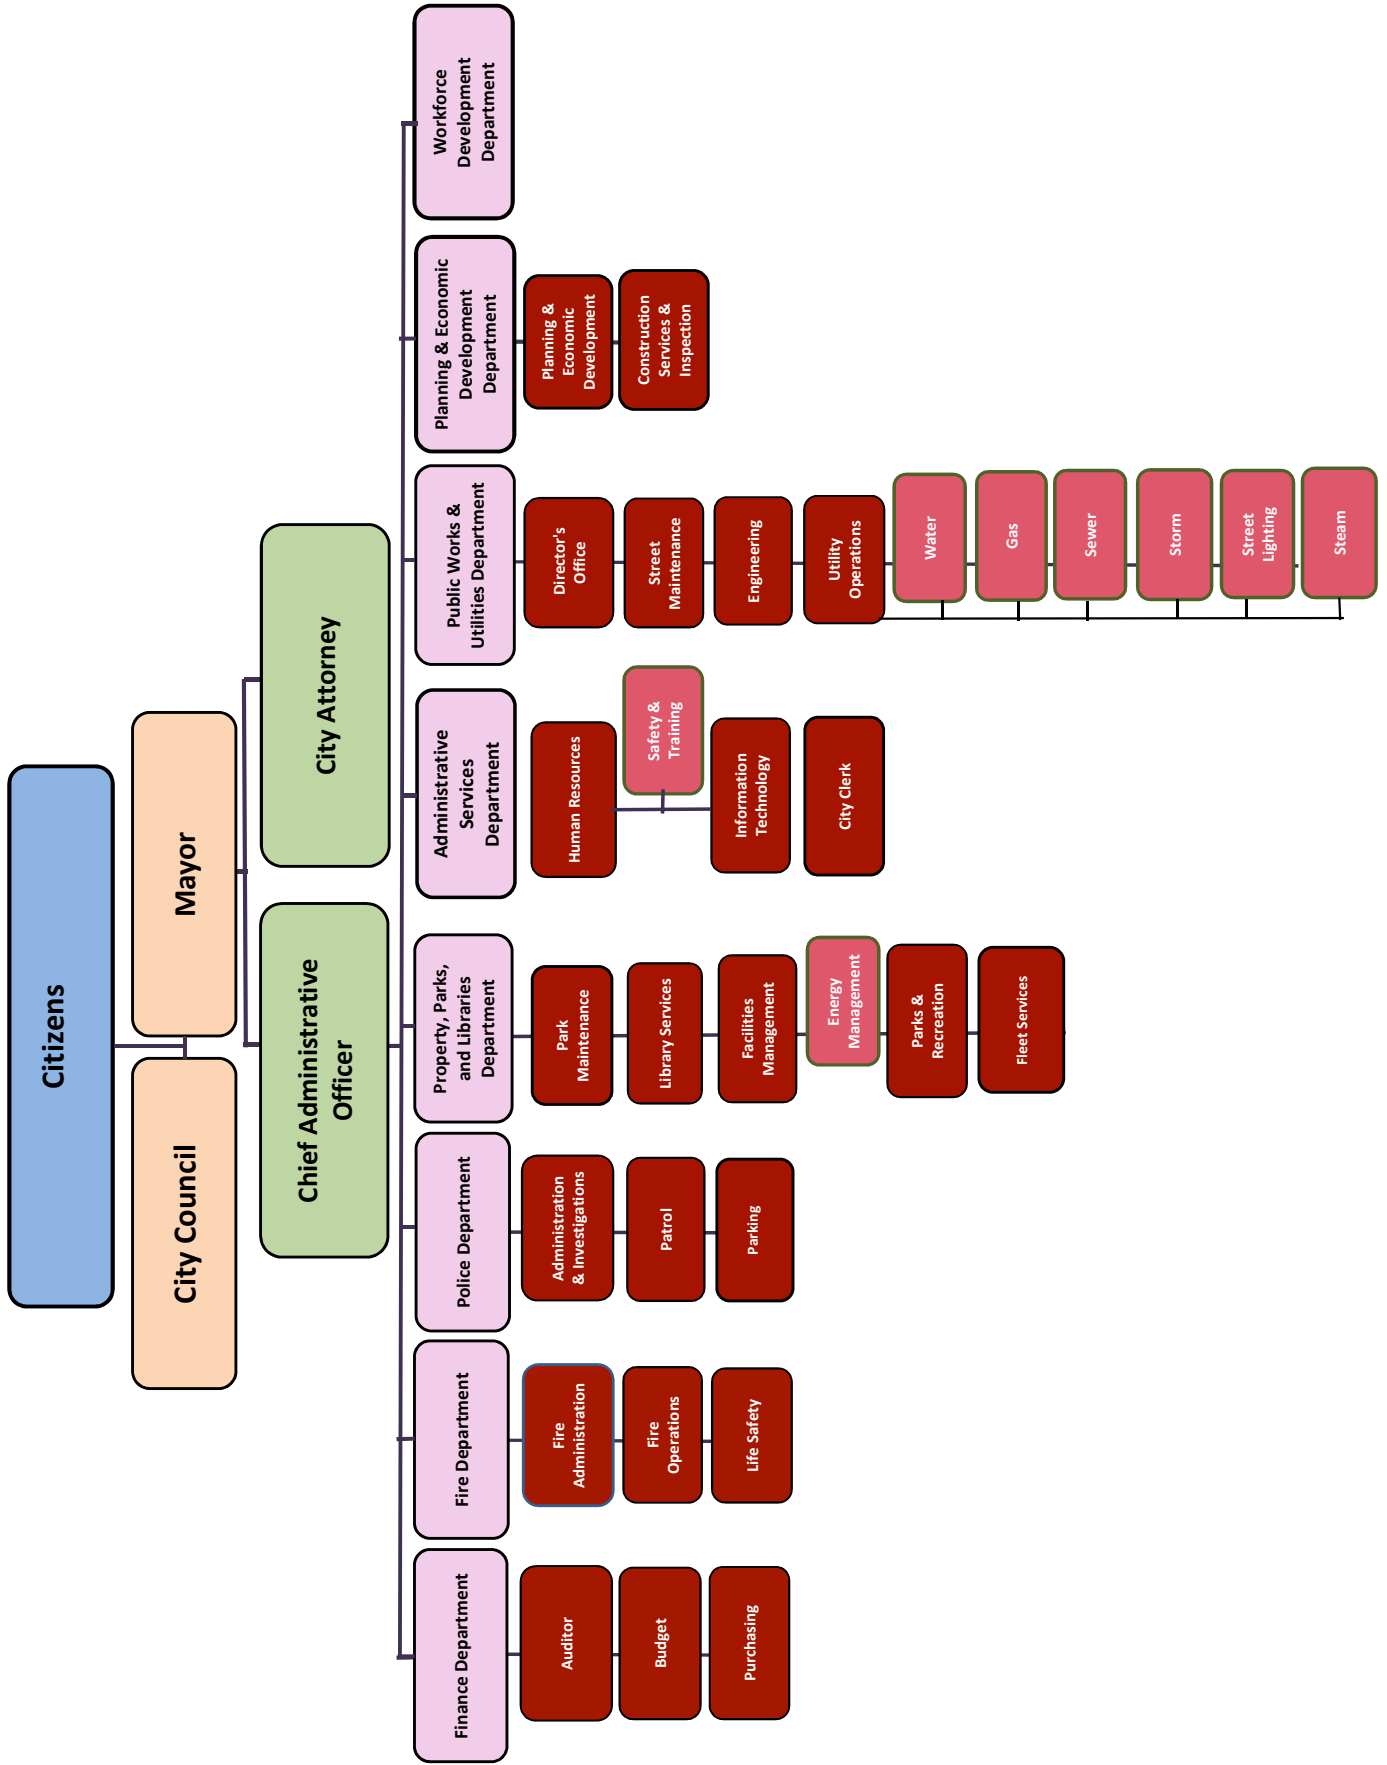 Citizens
City Council
Mayor
Chief Administrative
Officer
City Attorney
Finance Department
Auditor
Budget
Purchasing
Fire Department
Fire
Administration
Fire
Operations
Life Safety
Police Department
Administration
& Investigations
Patrol
Parking
Property, Parks,
and Libraries
Department
Park
Maintenance
Library Services
Facilities
Management
Energy
Management
Parks &
Recreation
Fleet Services
Administrative
Services
Department
Human Resources
Safety &
Training
Information
Technology
City Clerk
Public Works &
Utilities Department
Director's
Office
Street
Maintenance
Engineering
Utility
Operations
Water
Gas
Sewer
Storm
Street
Lighting
Steam
Planning & Economic
Development
Department
Planning &
Economic
Development
Construction
Services &
Inspection
Workforce
Development
Department